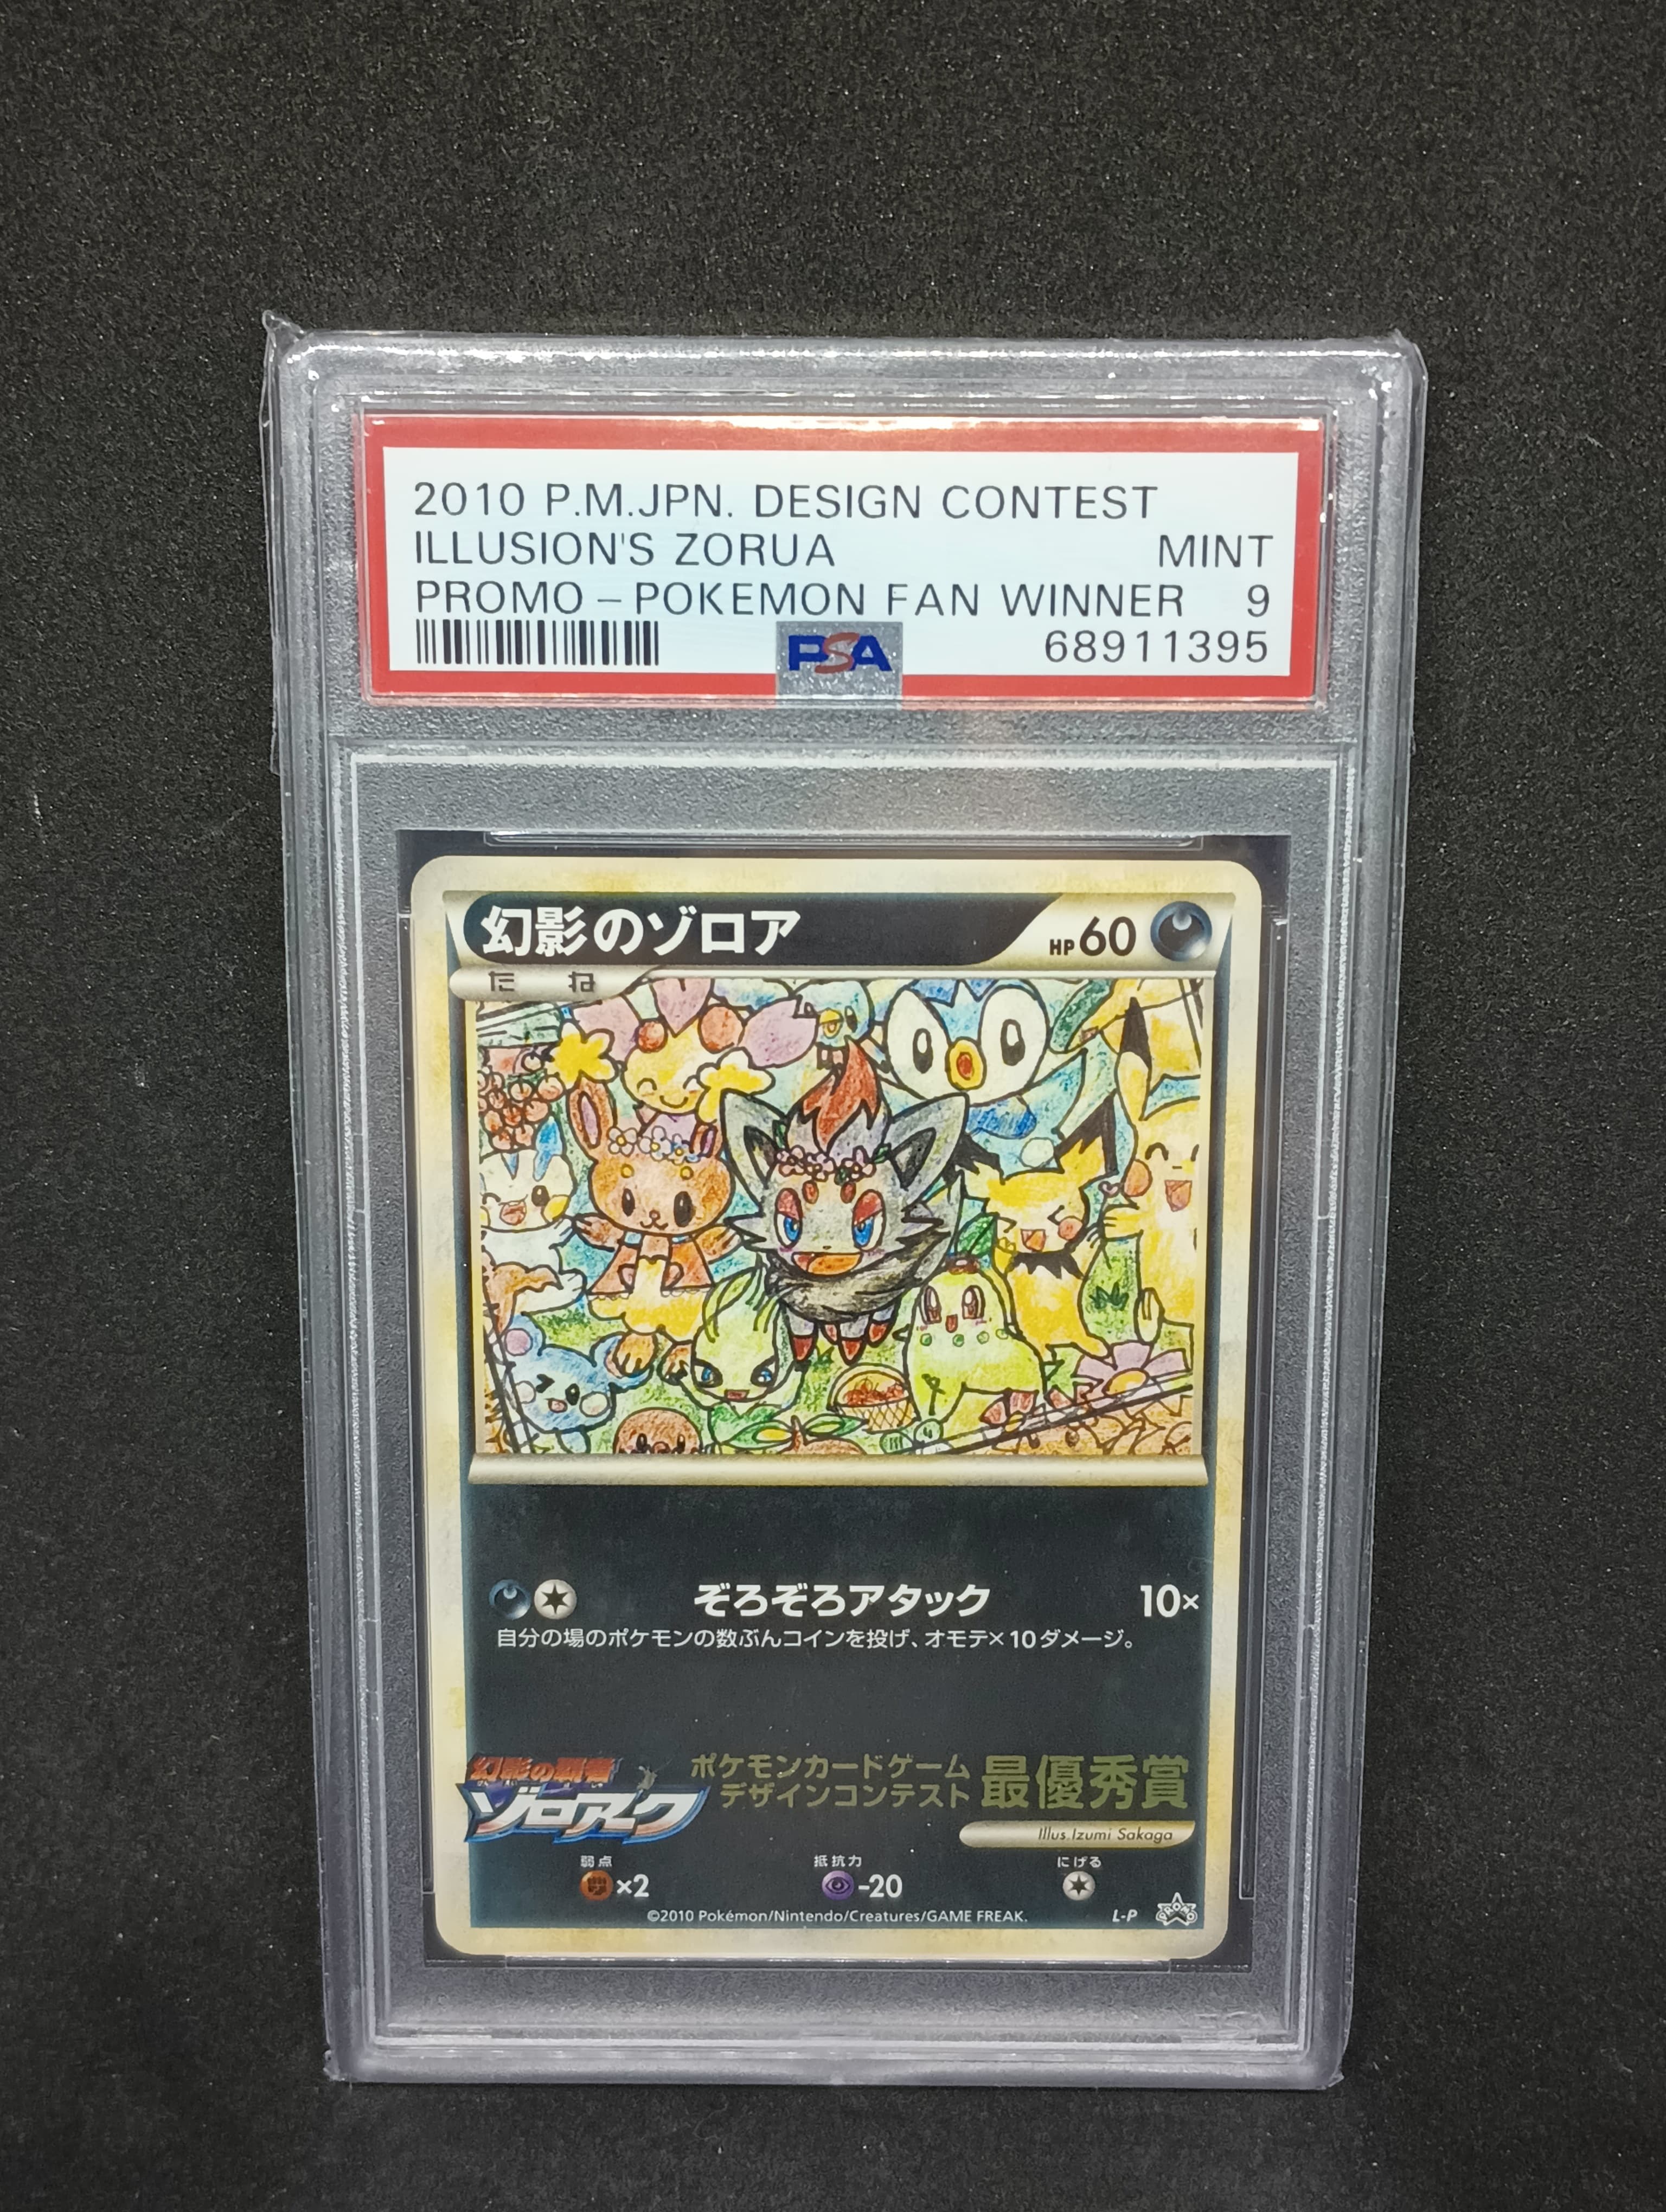 2010 P.M.JPN. DESIGN CONTEST
ILLUSION'S ZORUA MINT
PROMO - POKEMON FAN WINNER 9
PSA 68911395
幻影のゾロア HP60
たね
ぞろぞろアタック 10×
自分の場のポケモンの数ぶんコインを投げ、オモテ×10ダメージ。
幻影の覇者
ゾロアーク
ポケモンカードゲーム
デザインコンテスト 最優秀賞
Illus.Izumi Sakaga
弱点 抵抗力 にげる
×2 -20
©2010 Pokémon/Nintendo/Creatures/GAME FREAK. L-P PROMO